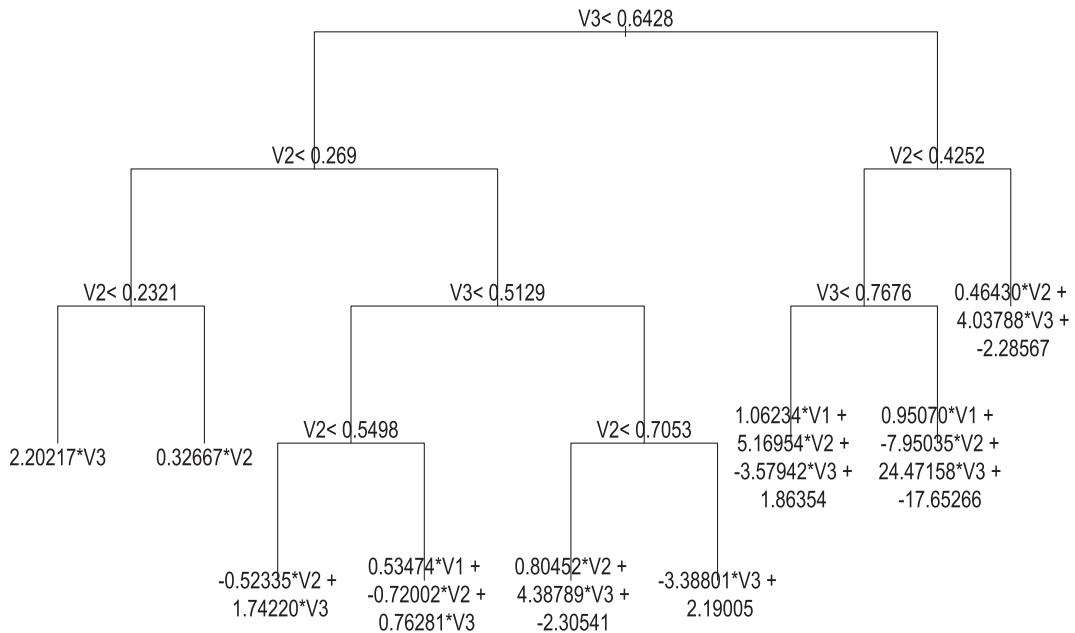 V3< 0.6428
V2< 0.269
V2< 0.4252
V2< 0.2321
V3< 0.5129
V3< 0.7676
0.46430*V2 +
4.03788*V3 +
-2.28567
2.20217*V3
0.32667*V2
V2< 0.5498
V2< 0.7053
1.06234*V1 +
5.16954*V2 +
-3.57942*V3 +
1.86354
0.95070*V1 +
-7.95035*V2 +
24.47158*V3 +
-17.65266
-0.52335*V2 +
1.74220*V3
0.53474*V1 +
-0.72002*V2 +
0.76281*V3
0.80452*V2 +
4.38789*V3 +
-2.30541
-3.38801*V3 +
2.19005